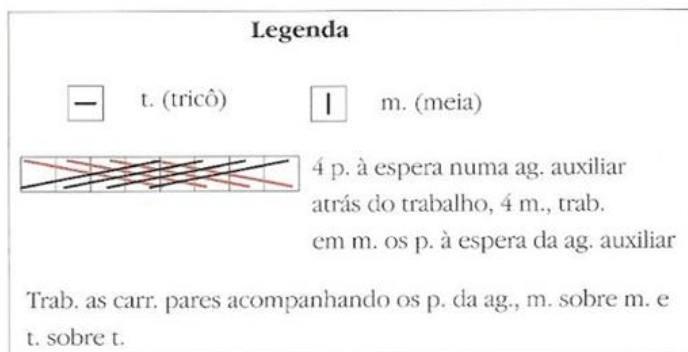 Legenda
t. (tricô)
m. (meia)
4 p. à espera numa ag. auxiliar
atrás do trabalho, 4 m., trab.
em m. os p. à espera da ag. auxiliar
Trab. as carr. pares acompanhando os p. da ag., m. sobre m. e
t. sobre t.